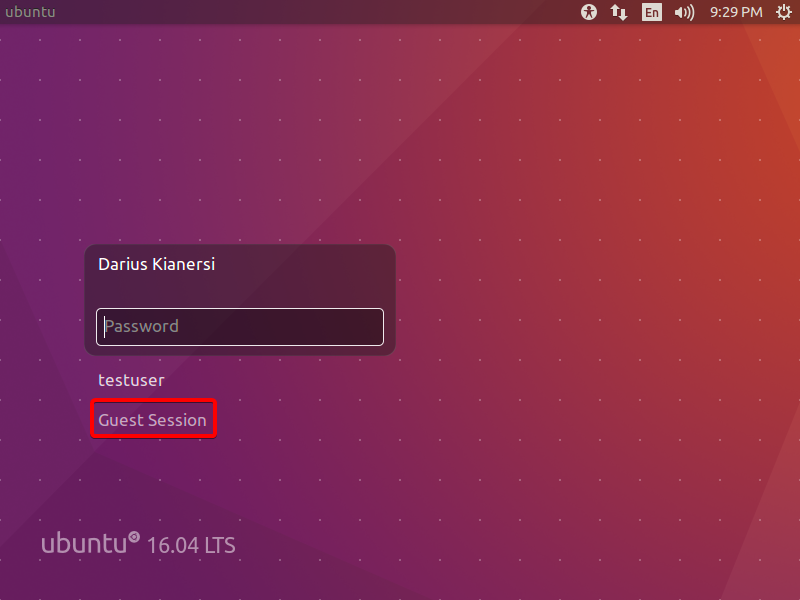 ubuntu
En
9:29 PM
Darius Kianersi
Password
testuser
Guest Session
ubuntu 16.04 LTS